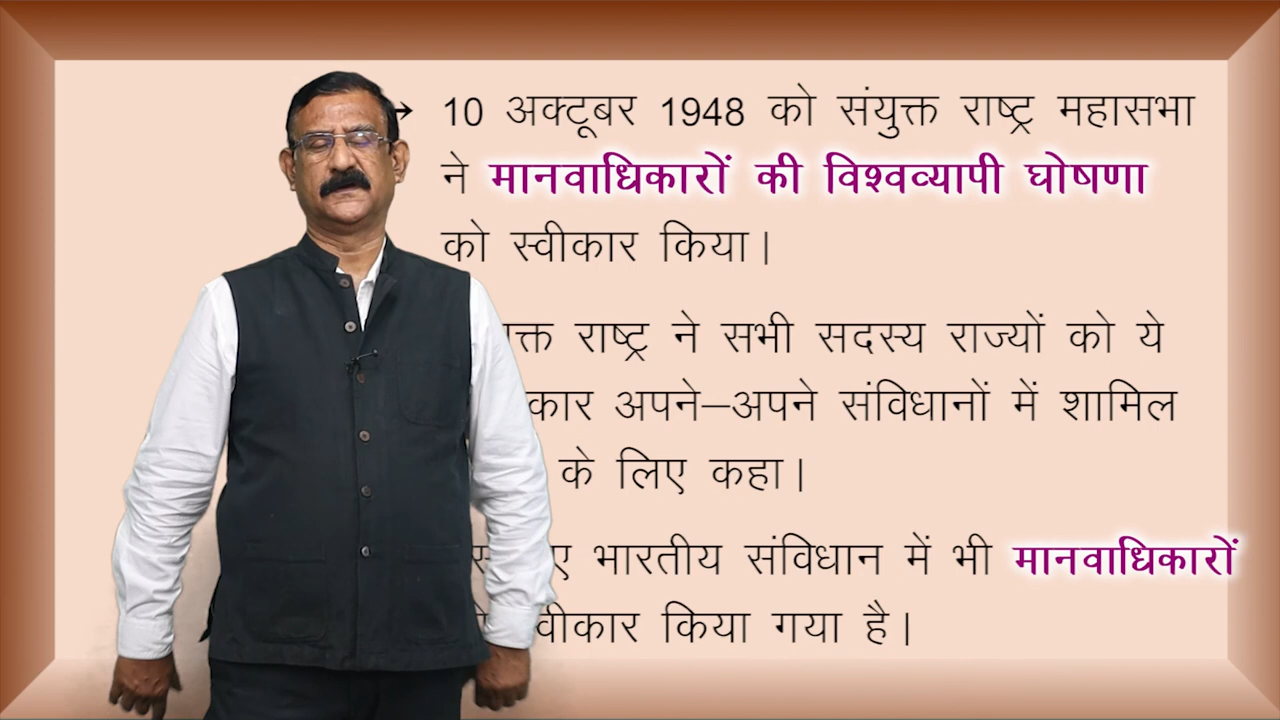 → 10 अक्टूबर 1948 को संयुक्त राष्ट्र महासभा
ने मानवाधिकारों की विश्वव्यापी घोषणा
को स्वीकार किया।
राष्ट्र ने सभी सदस्य राज्यों को ये
अपने–अपने संविधानों में शामिल
के लिए कहा।
भारतीय संविधान में भी मानवाधिकारों
किया गया है।